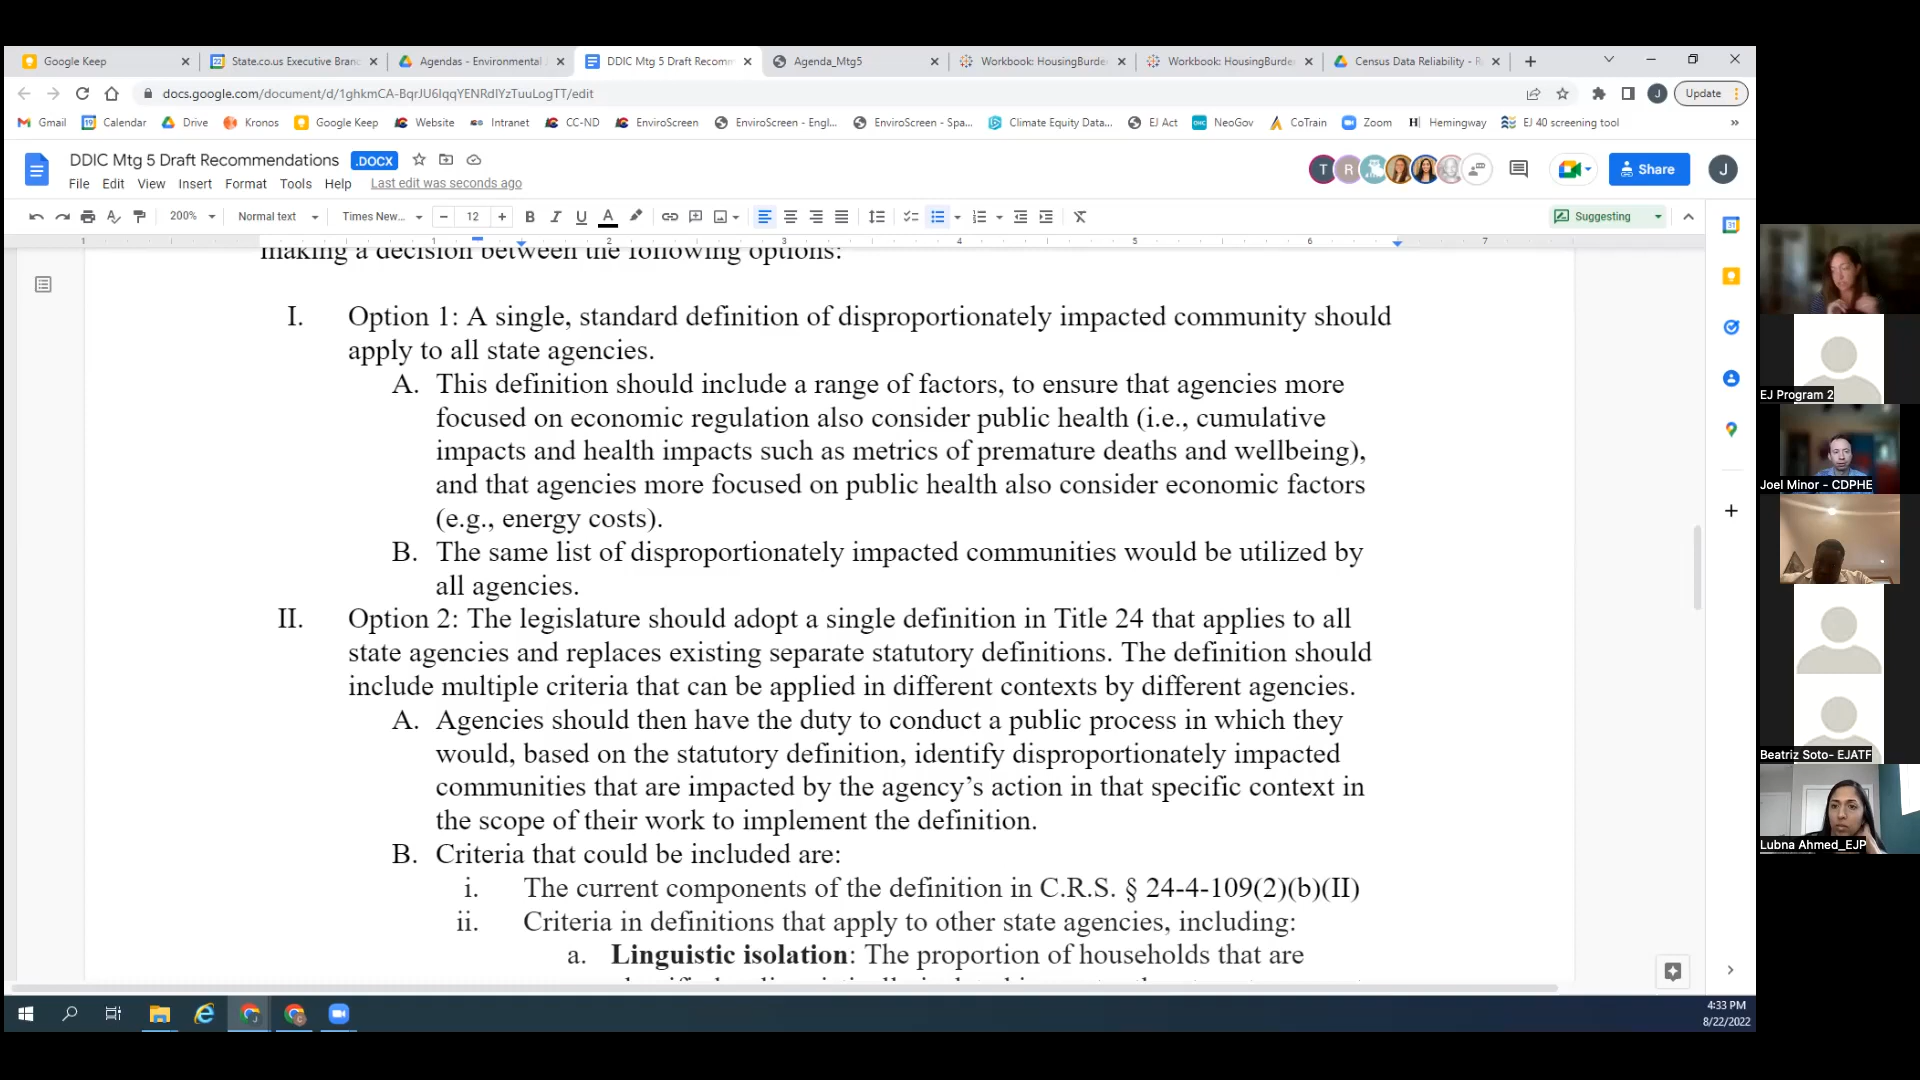 Google Keep
State.co.us Executive Bran
Agendas - Environmental J
DDIC Mtg 5 Draft Recomm
Agenda_Mtg5
Workbook: HousingBurde
Workbook: HousingBurde
Census Data Reliability - R
docs.google.com/document/d/1ghkmCA-BqrJU6IqqYENRdIYzTuuLogTT/edit
J
Update
Gmail
Calendar
Drive
Kronos
Google Keep
Website
Intranet
CC-ND
EnviroScreen
EnviroScreen - Engl...
EnviroScreen - Spa...
Climate Equity Data...
EJ Act
NeoGov
CoTrain
Zoom
Hemingway
EJ 40 screening tool
DDIC Mtg 5 Draft Recommendations .DOCX
T R
Share
J
File Edit View Insert Format Tools Help Last edit was seconds ago
200% Normal text Times New... 12 B I U A Suggesting
1 1 2 3 4 5 6 7
making a decision between the following options:
I. Option 1: A single, standard definition of disproportionately impacted community should
apply to all state agencies.
A. This definition should include a range of factors, to ensure that agencies more
focused on economic regulation also consider public health (i.e., cumulative
impacts and health impacts such as metrics of premature deaths and wellbeing),
and that agencies more focused on public health also consider economic factors
(e.g., energy costs).
B. The same list of disproportionately impacted communities would be utilized by
all agencies.
II. Option 2: The legislature should adopt a single definition in Title 24 that applies to all
state agencies and replaces existing separate statutory definitions. The definition should
include multiple criteria that can be applied in different contexts by different agencies.
A. Agencies should then have the duty to conduct a public process in which they
would, based on the statutory definition, identify disproportionately impacted
communities that are impacted by the agency’s action in that specific context in
the scope of their work to implement the definition.
B. Criteria that could be included are:
i. The current components of the definition in C.R.S. § 24-4-109(2)(b)(II)
ii. Criteria in definitions that apply to other state agencies, including:
a. Linguistic isolation: The proportion of households that are
EJ Program 2
Joel Minor - CDPHE
Beatriz Soto- EJATF
Lubna Ahmed_EJP
4:33 PM
8/22/2022